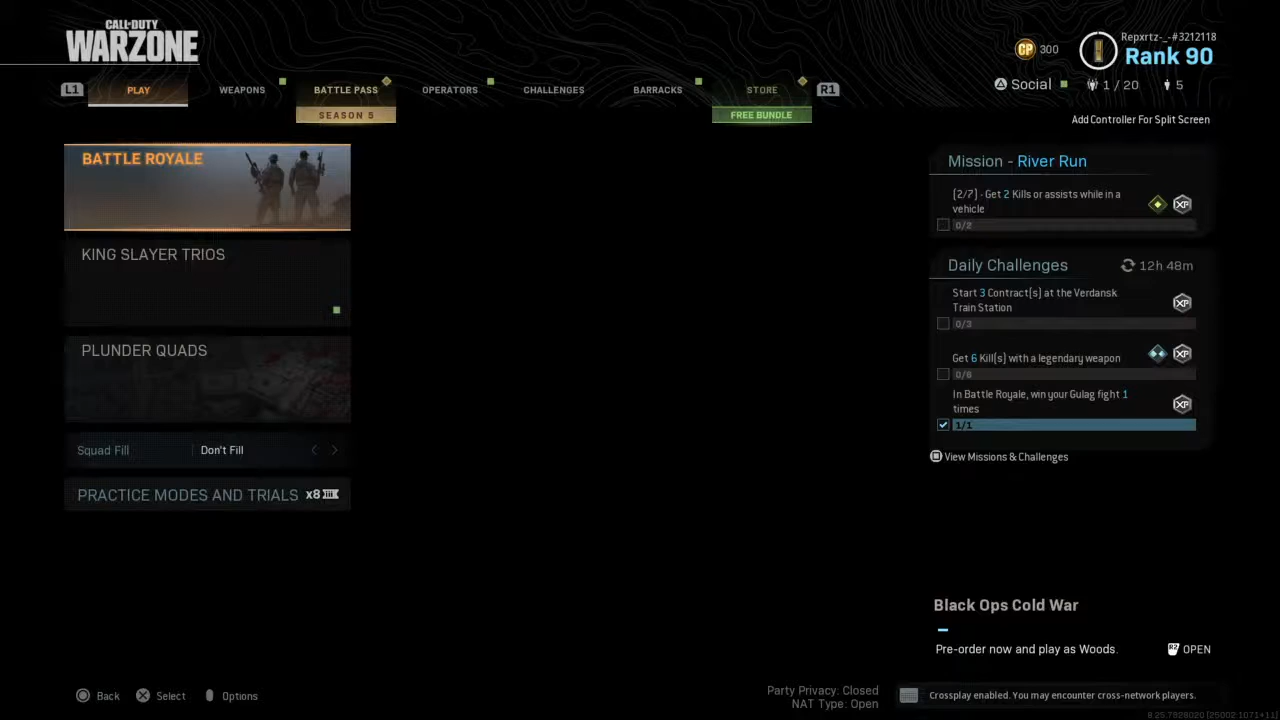 CALL OF DUTY
WARZONE
CP 300
Repxrtz-_-#3212118
Rank 90
Social
1 / 20
5
L1
PLAY
WEAPONS
BATTLE PASS
OPERATORS
CHALLENGES
BARRACKS
STORE
R1
SEASON 5
FREE BUNDLE
Add Controller For Split Screen
BATTLE ROYALE
KING SLAYER TRIOS
PLUNDER QUADS
Squad Fill
Don't Fill
PRACTICE MODES AND TRIALS x8
Mission - River Run
(2/7) - Get 2 Kills or assists while in a
vehicle
XP
0/2
Daily Challenges
12h 48m
Start 3 Contract(s) at the Verdansk
Train Station
XP
0/3
Get 6 Kill(s) with a legendary weapon
XP
0/6
In Battle Royale, win your Gulag fight 1
times
XP
1/1
View Missions & Challenges
Black Ops Cold War
Pre-order now and play as Woods.
R2 OPEN
Back
Select
Options
Party Privacy: Closed
NAT Type: Open
Crossplay enabled. You may encounter cross-network players.